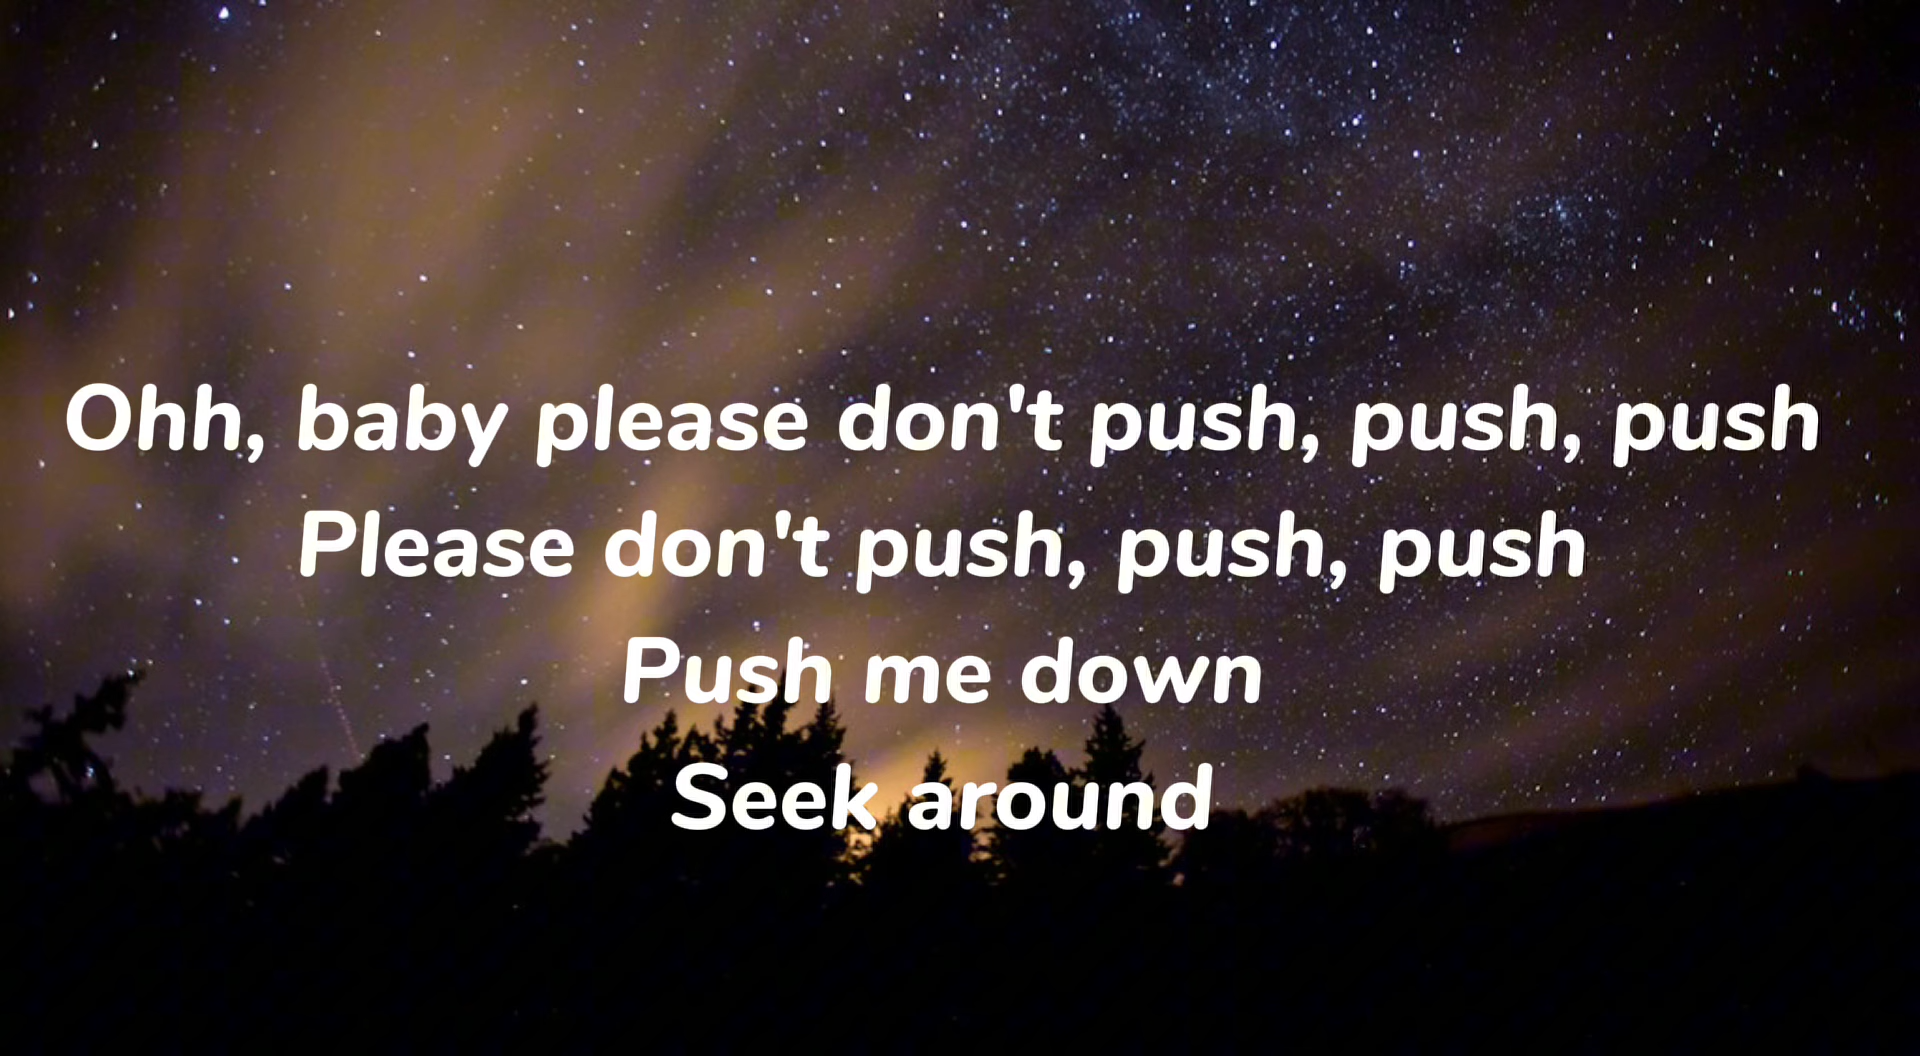 Ohh, baby please don't push, push, push
Please don't push, push, push
Push me down
Seek around